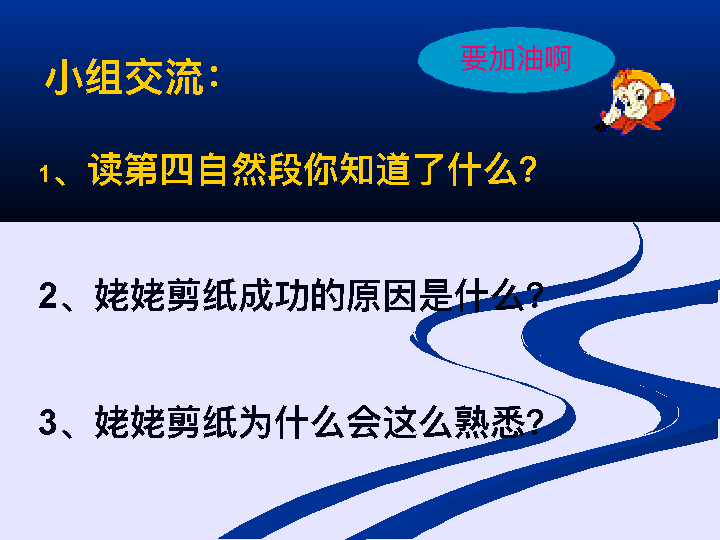 要加油啊
小组交流：
1、读第四自然段你知道了什么?
2、姥姥剪纸成功的原因是什么?
3、姥姥剪纸为什么会这么熟悉?